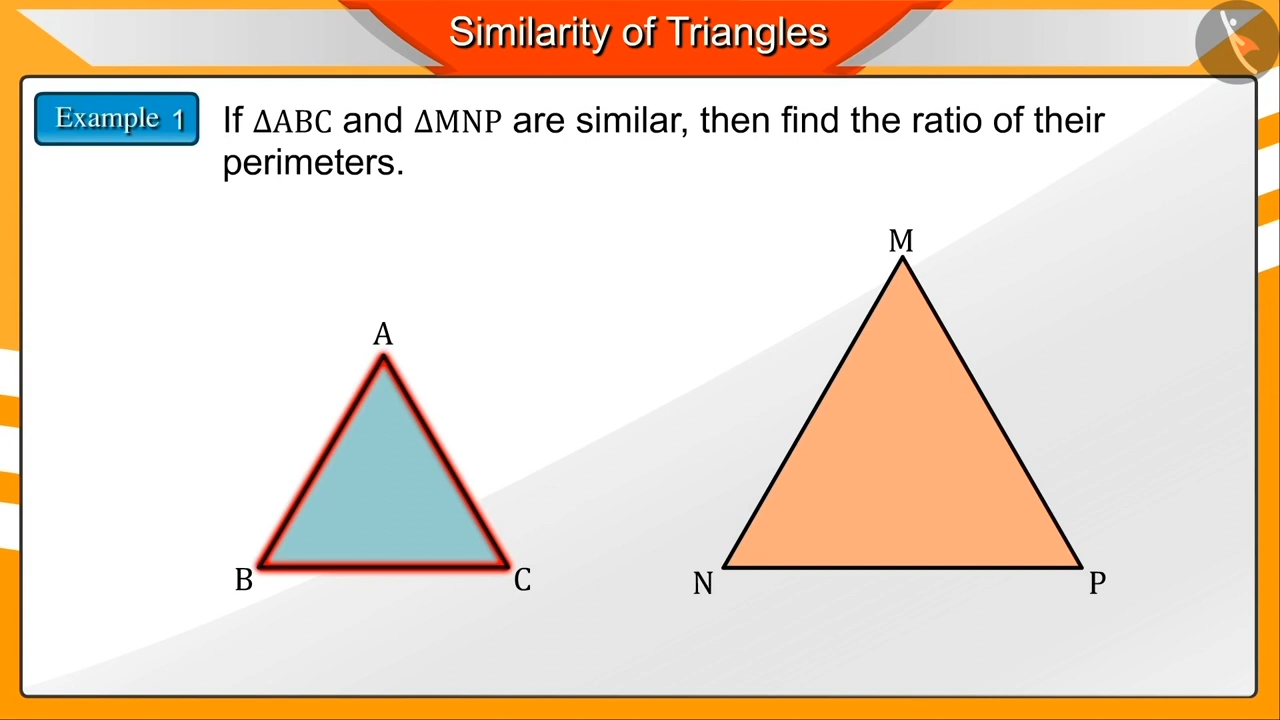 Similarity of Triangles
Example 1
If ΔABC and ΔMNP are similar, then find the ratio of their
perimeters.
M
A
B
C
N
P